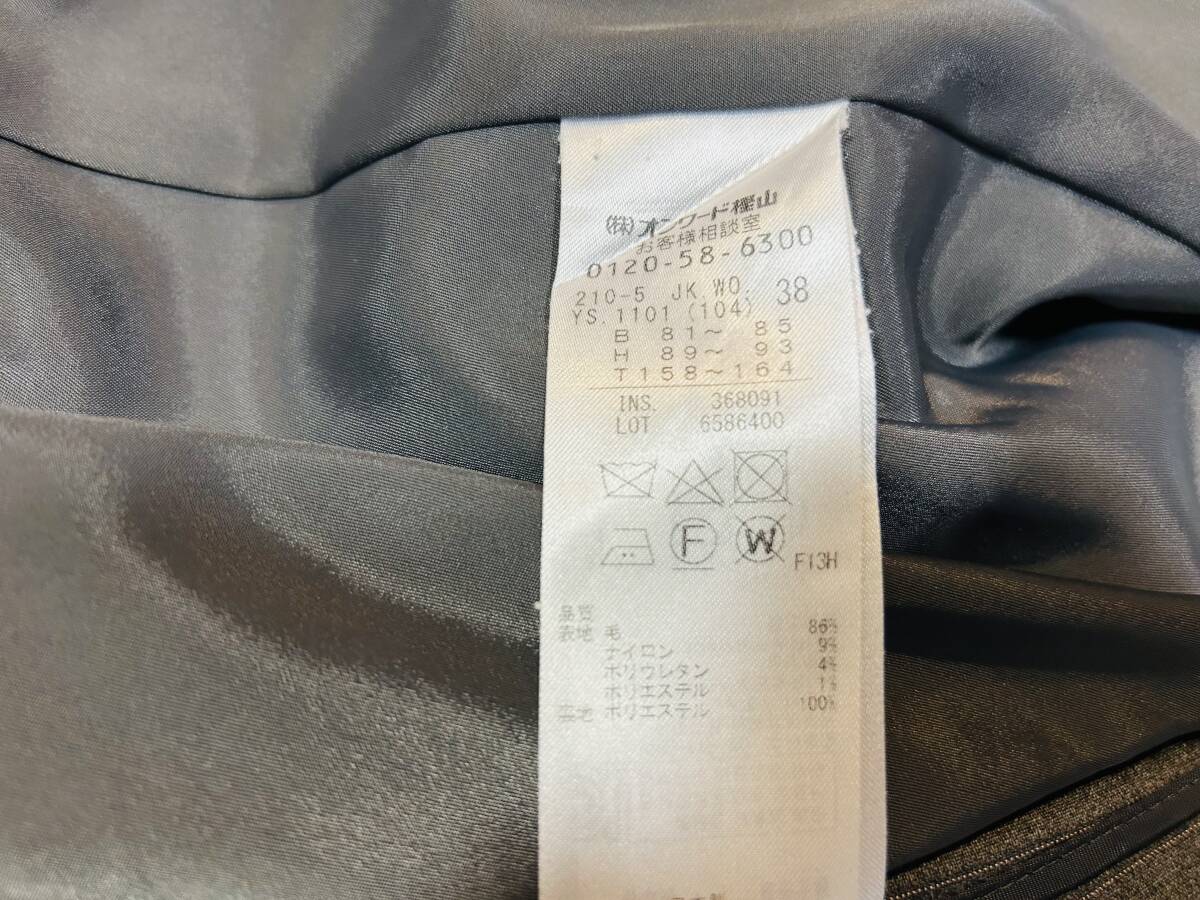 (株)オンワード樫山
お客様相談室
0120-58-6300
210-5 JK.WO. 38
YS.1101(104)
B 81～ 85
H 89～ 93
T158～164
INS. 368091
LOT 6586400
F
W
F13H
品質
表地 毛 86%
ナイロン 9%
ポリウレタン 4%
ポリエステル 1%
裏地 ポリエステル 100%